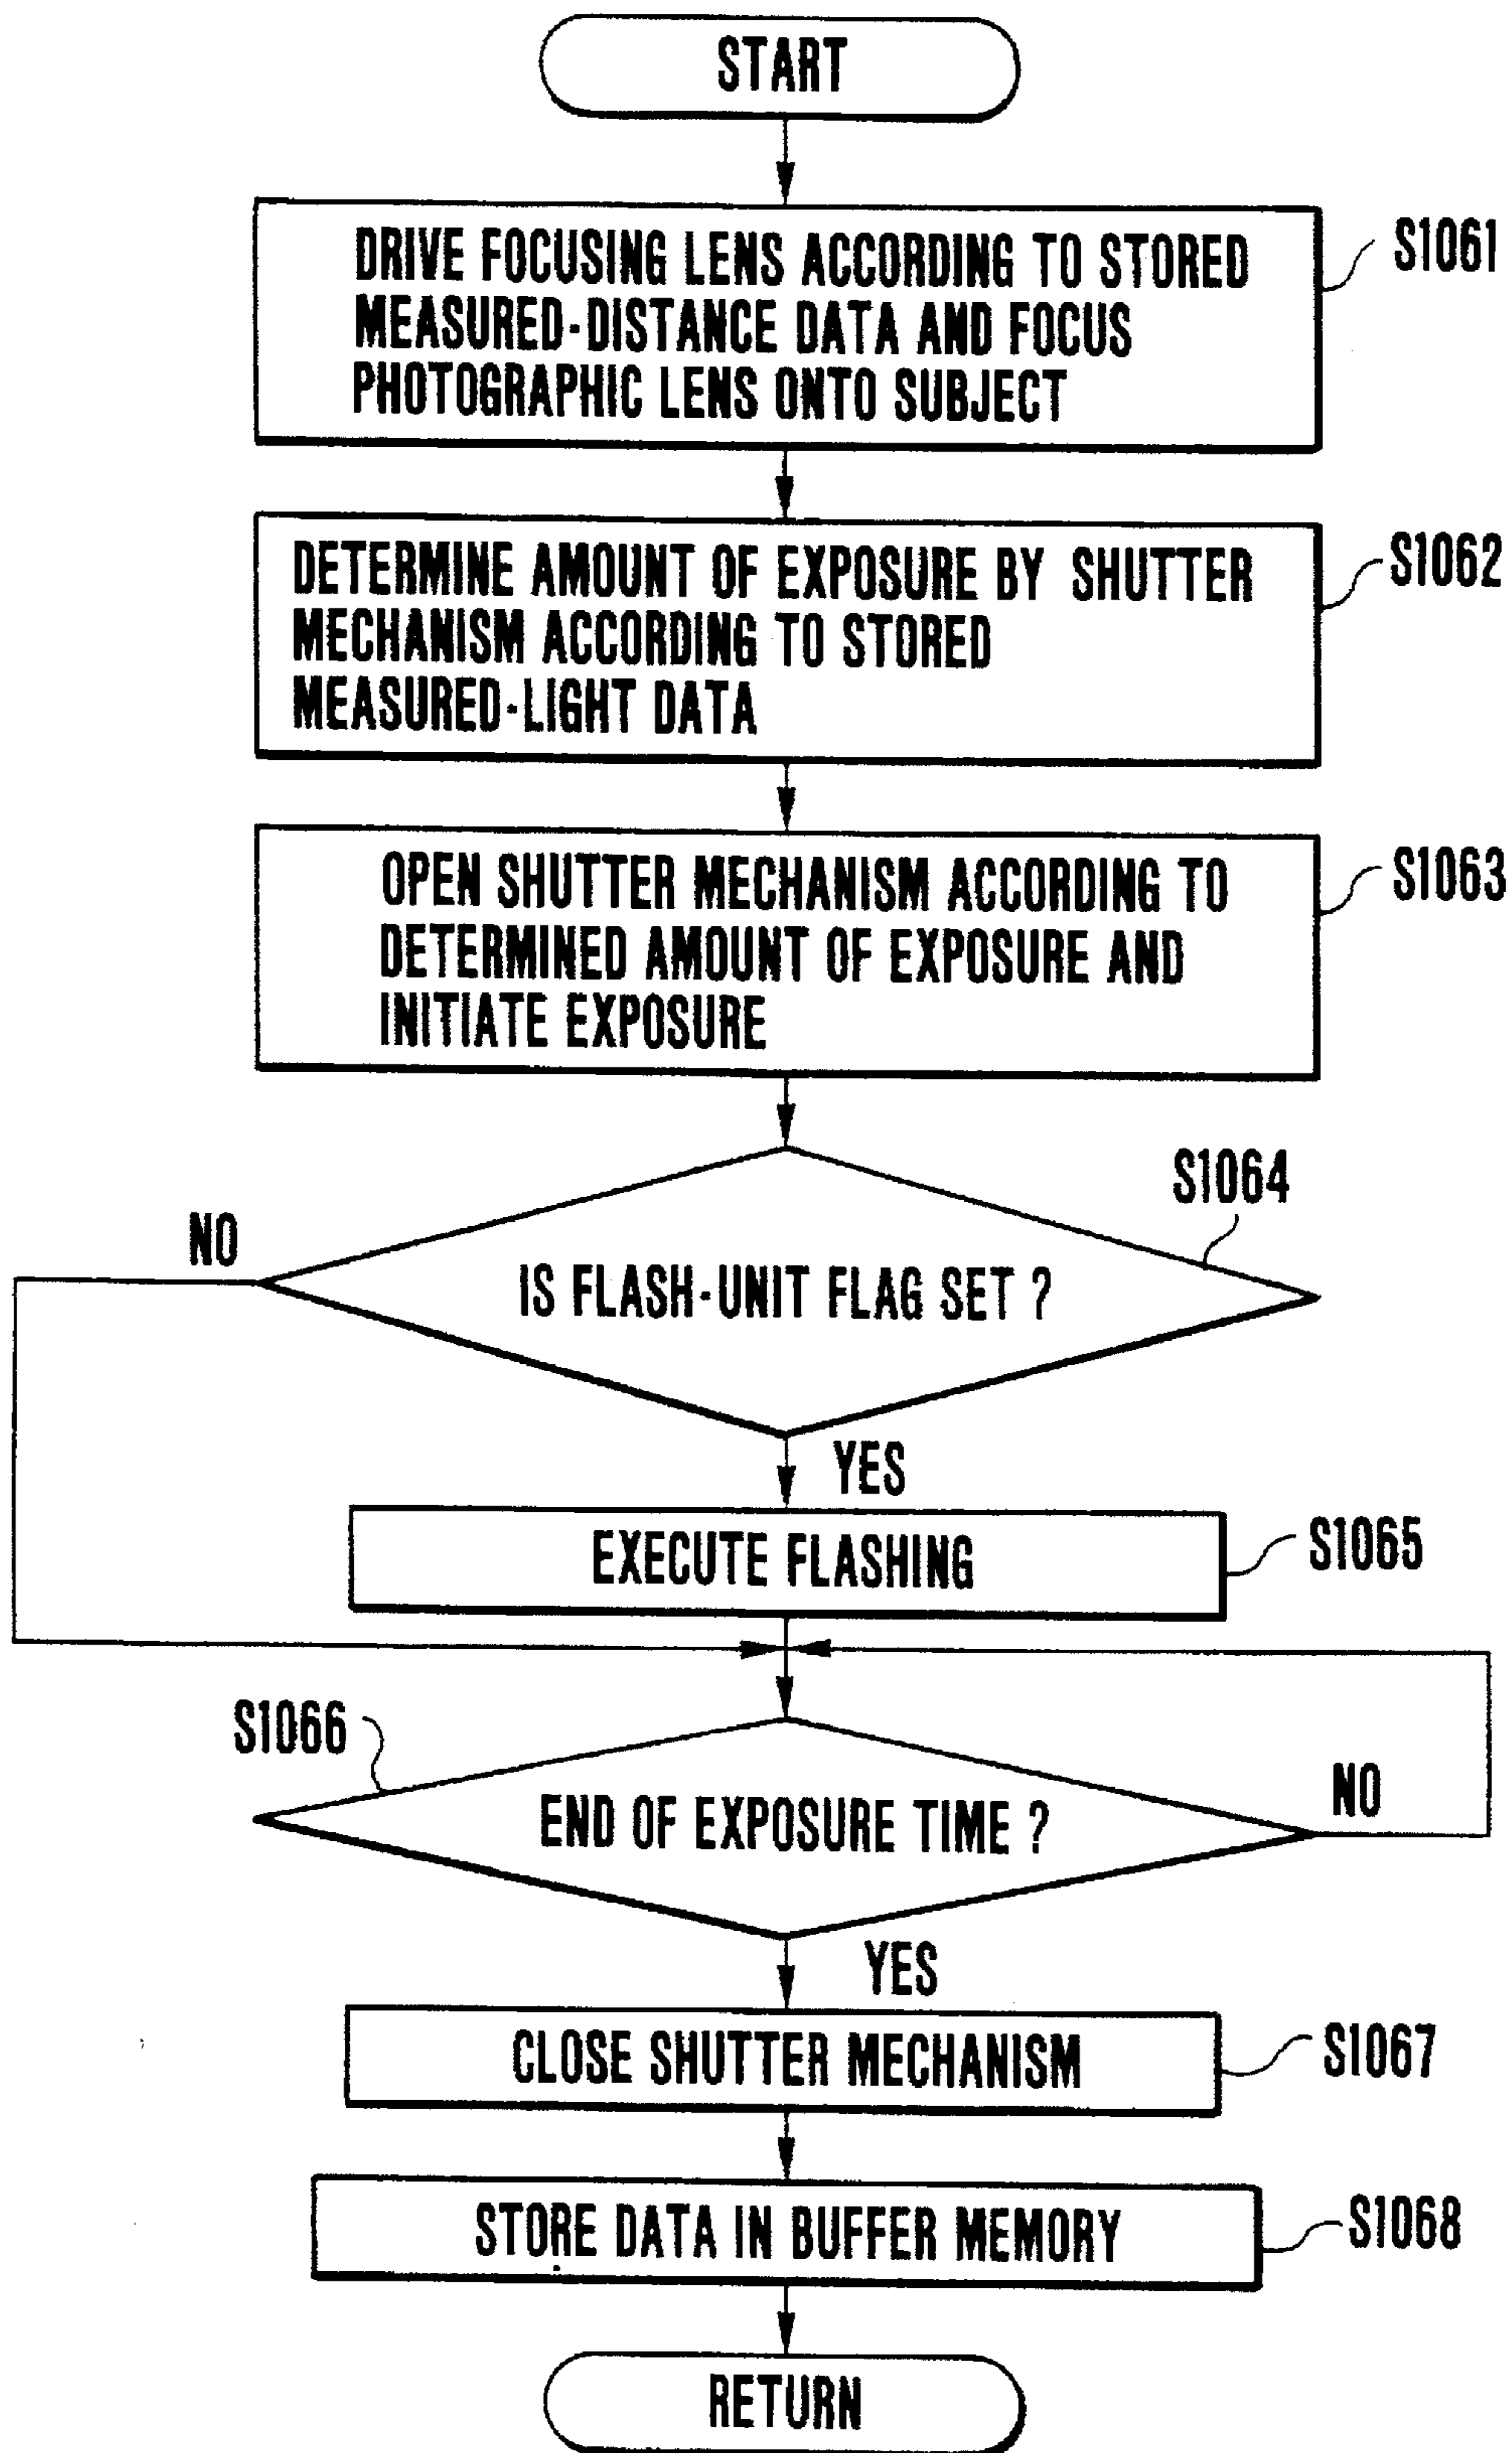 START
DRIVE FOCUSING LENS ACCORDING TO STORED
MEASURED-DISTANCE DATA AND FOCUS
PHOTOGRAPHIC LENS ONTO SUBJECT
S1061
DETERMINE AMOUNT OF EXPOSURE BY SHUTTER
MECHANISM ACCORDING TO STORED
MEASURED-LIGHT DATA
S1062
OPEN SHUTTER MECHANISM ACCORDING TO
DETERMINED AMOUNT OF EXPOSURE AND
INITIATE EXPOSURE
S1063
S1064
NO
IS FLASH-UNIT FLAG SET ?
YES
EXECUTE FLASHING
S1065
S1066
END OF EXPOSURE TIME ?
NO
YES
CLOSE SHUTTER MECHANISM
S1067
STORE DATA IN BUFFER MEMORY
S1068
RETURN